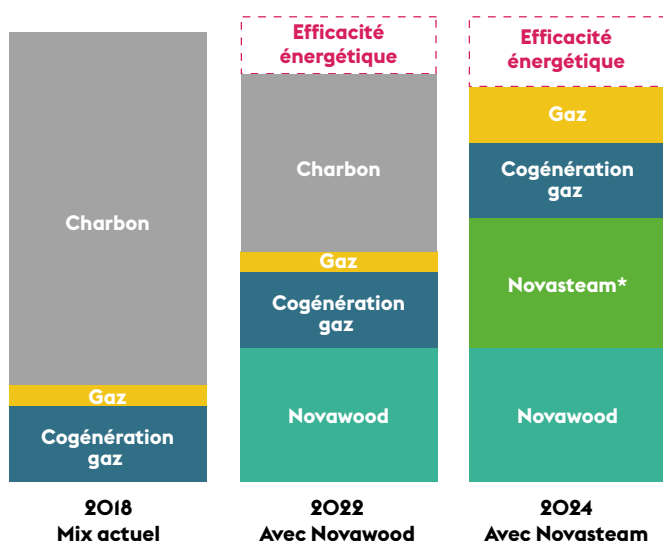 Charbon
Gaz
Cogénération
gaz
2018
Mix actuel
Efficacité
énergétique
Charbon
Gaz
Cogénération
gaz
Novawood
2022
Avec Novawood
Efficacité
énergétique
Gaz
Cogénération
gaz
Novasteam*
Novawood
2024
Avec Novasteam